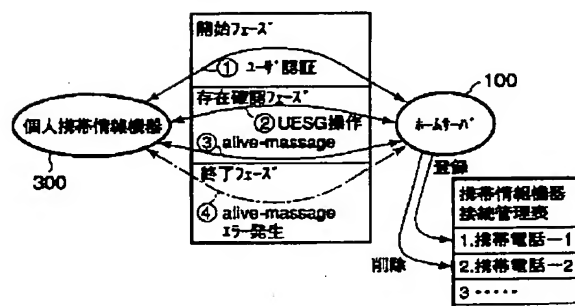 開始フェーズ
① ユーザ認証
存在確認フェーズ
② UESG操作
③ alive-massage
終了フェーズ
④ alive-massage
エラー発生
個人携帯情報機器
300
100
ホームサーバ
登録
削除
携帯情報機器
接続管理表
1.携帯電話−1
2.携帯電話−2
3 ・・・・・